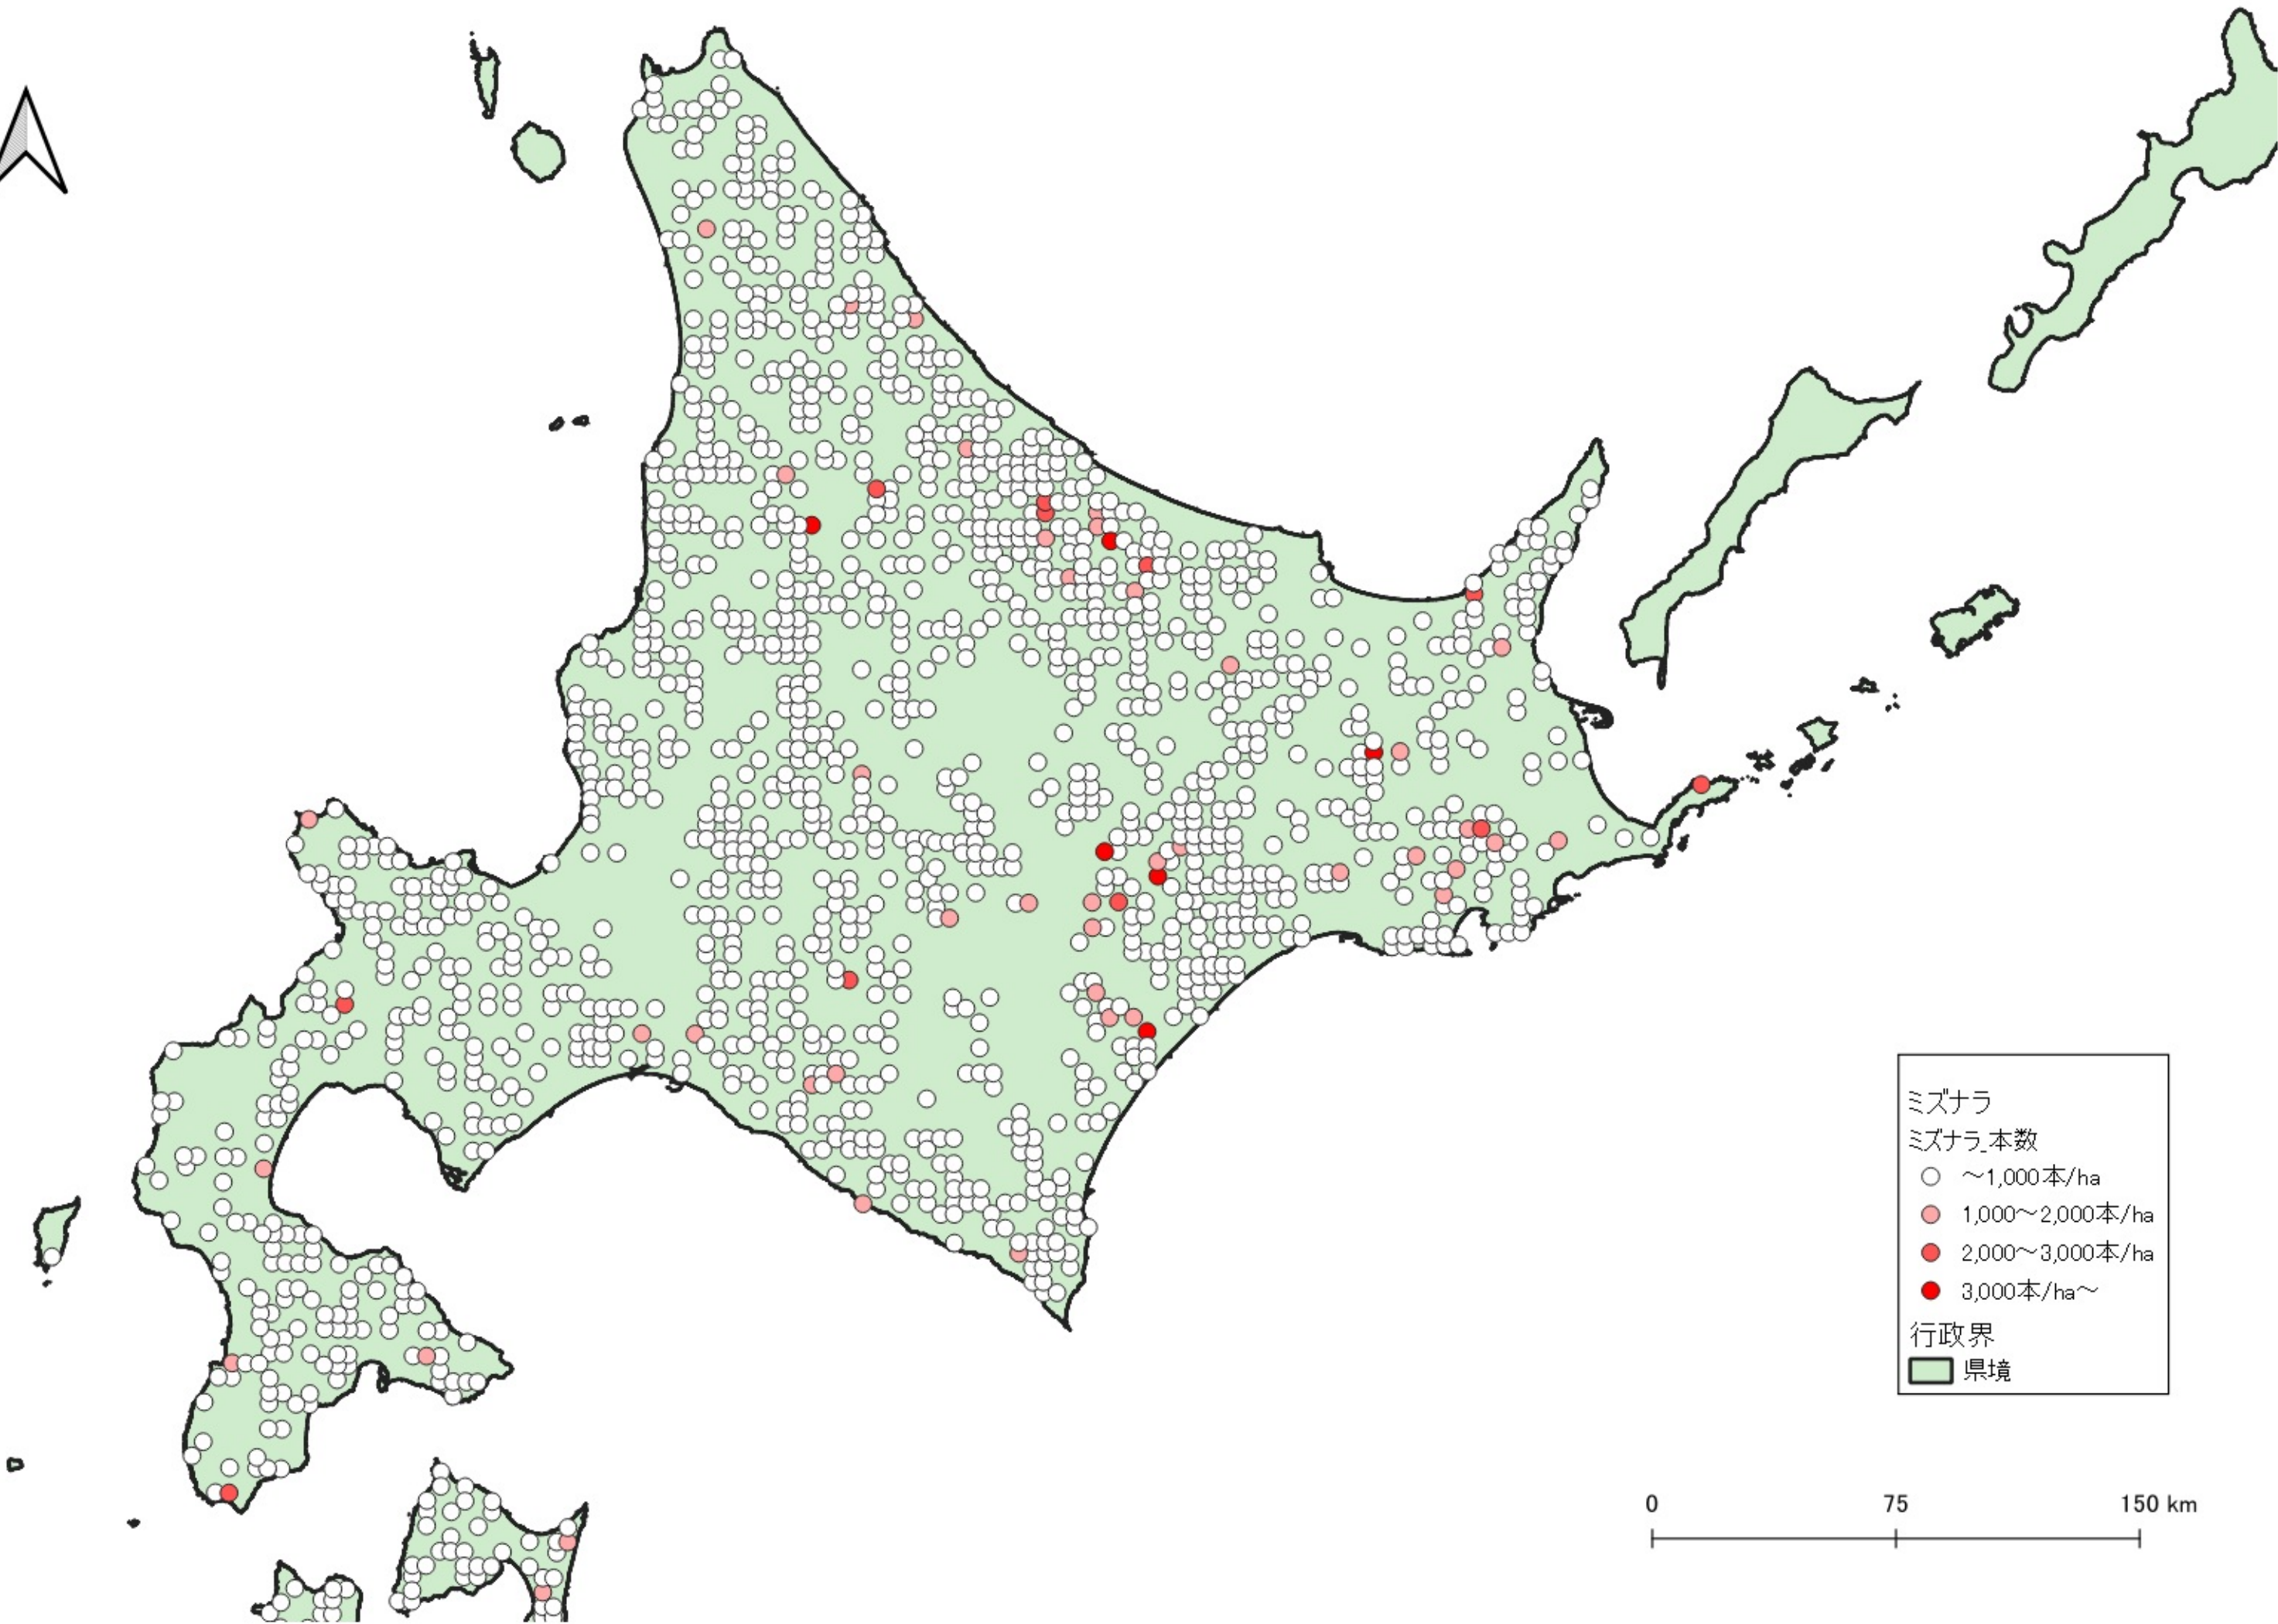 ミズナラ
ミズナラ_本数
～1,000本/ha
1,000～2,000本/ha
2,000～3,000本/ha
3,000本/ha～
行政界
県境
0 75 150 km